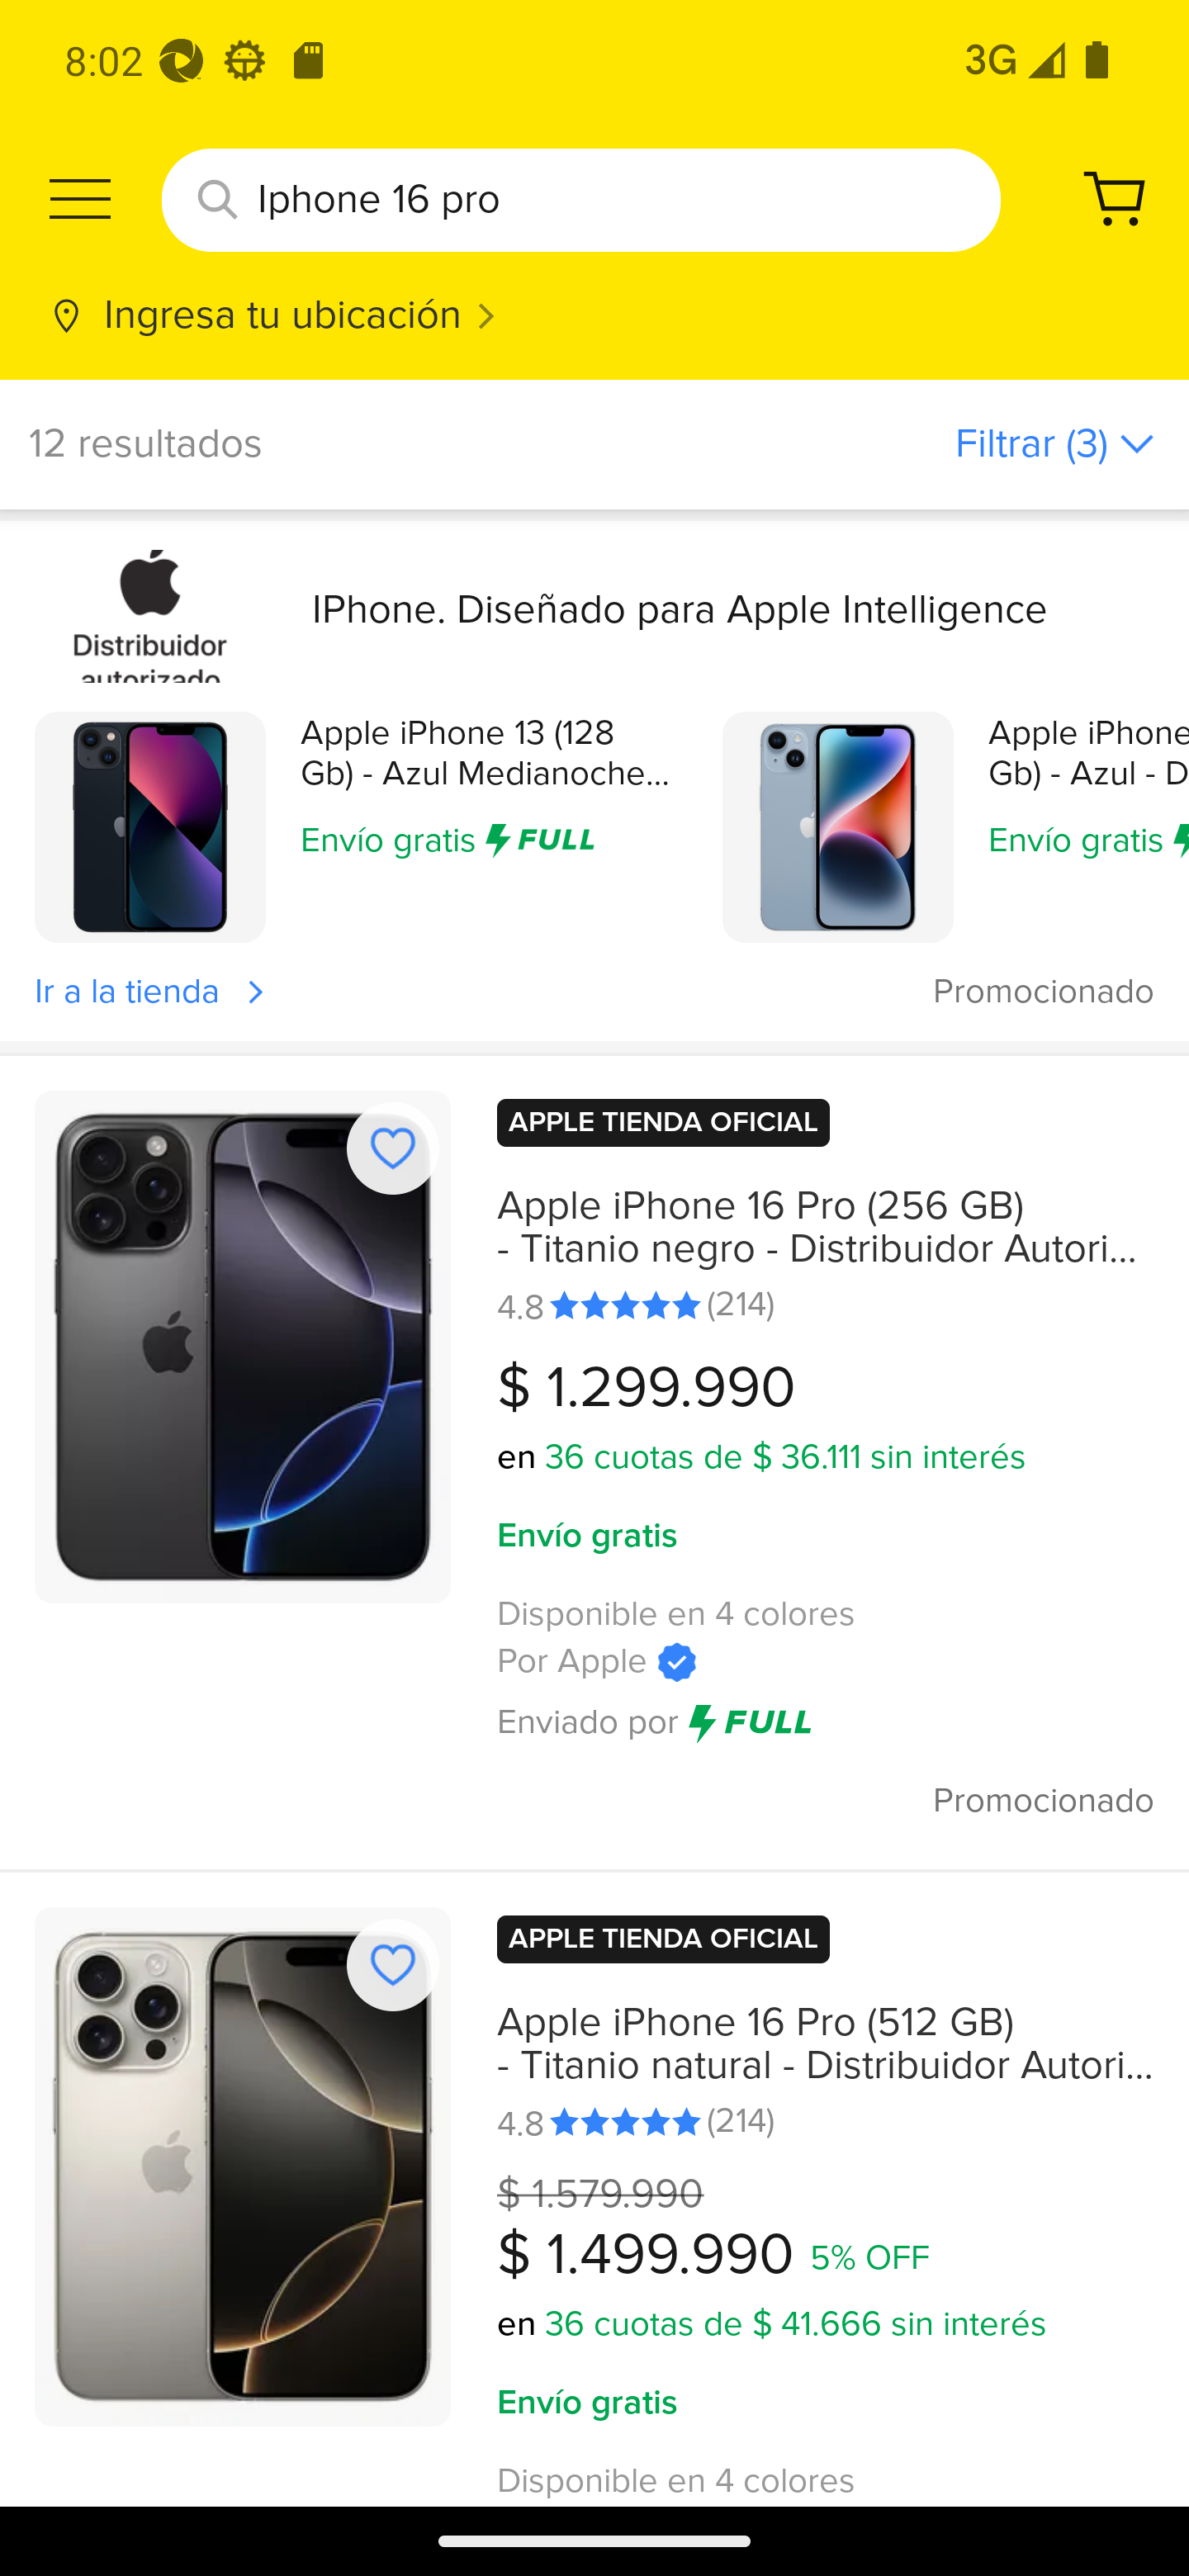 8:02
3G
Iphone 16 pro
Ingresa tu ubicación
12 resultados
Filtrar (3)
Distribuidor
autorizado
IPhone. Diseñado para Apple Intelligence
Apple iPhone 13 (128
Gb) - Azul Medianoche...
Envío gratis FULL
Apple iPhone
Gb) - Azul - D
Envío gratis
Ir a la tienda
Promocionado
APPLE TIENDA OFICIAL
Apple iPhone 16 Pro (256 GB)
- Titanio negro - Distribuidor Autori...
4.8 (214)
$ 1.299.990
en 36 cuotas de $ 36.111 sin interés
Envío gratis
Disponible en 4 colores
Por Apple
Enviado por FULL
Promocionado
APPLE TIENDA OFICIAL
Apple iPhone 16 Pro (512 GB)
- Titanio natural - Distribuidor Autori...
4.8 (214)
$ 1.579.990
$ 1.499.990 5% OFF
en 36 cuotas de $ 41.666 sin interés
Envío gratis
Disponible en 4 colores